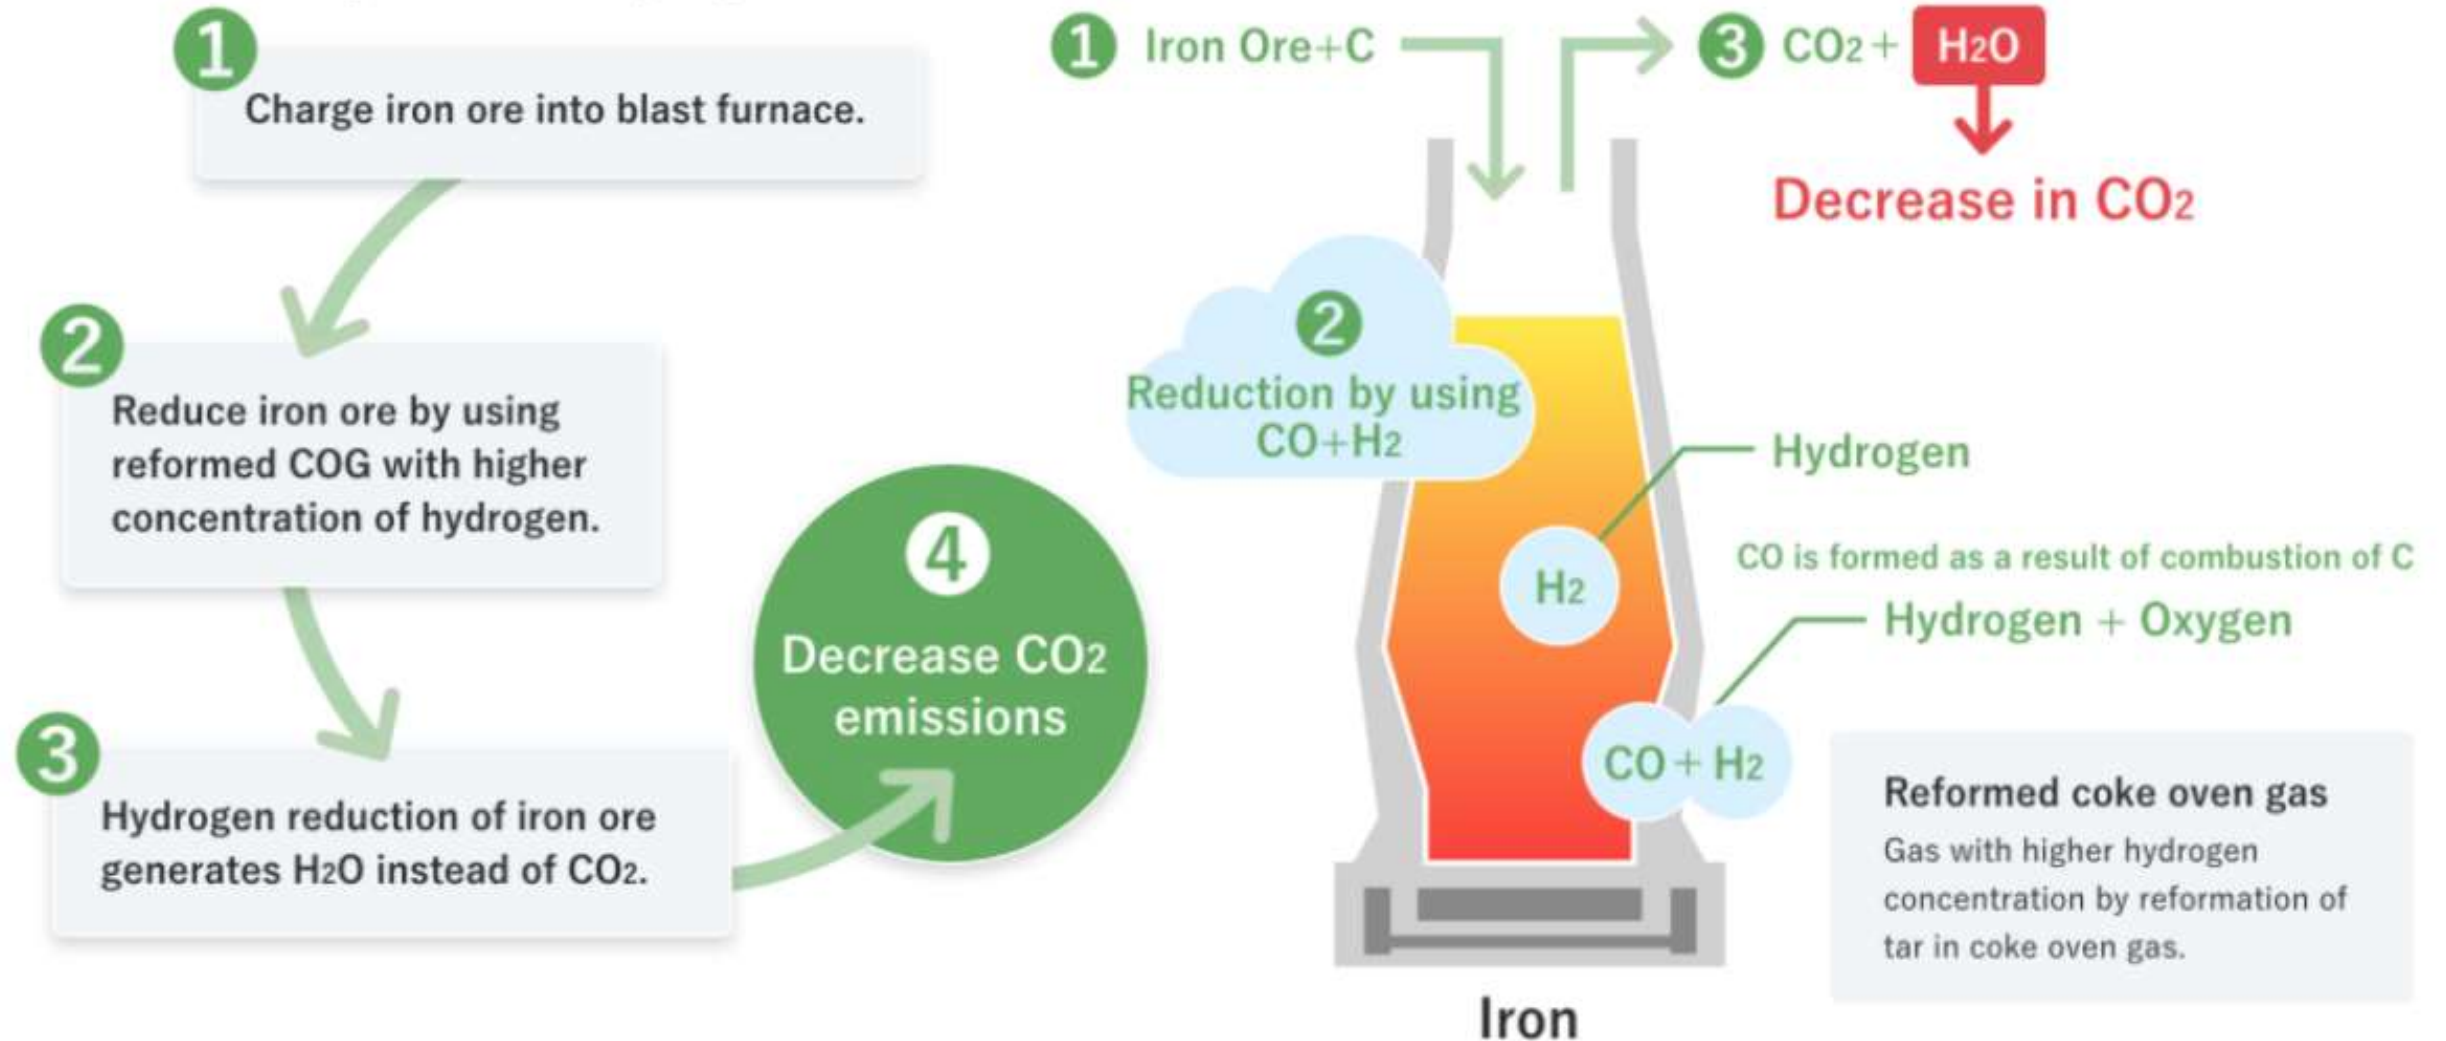 1
Charge iron ore into blast furnace.
2
Reduce iron ore by using
reformed COG with higher
concentration of hydrogen.
3
Hydrogen reduction of iron ore
generates H2O instead of CO2.
4
Decrease CO2
emissions
1 Iron Ore+C
3 CO2+ H2O
Decrease in CO2
2
Reduction by using
CO+H2
Hydrogen
H2
CO is formed as a result of combustion of C
Hydrogen + Oxygen
CO+H2
Reformed coke oven gas
Gas with higher hydrogen
concentration by reformation of
tar in coke oven gas.
Iron